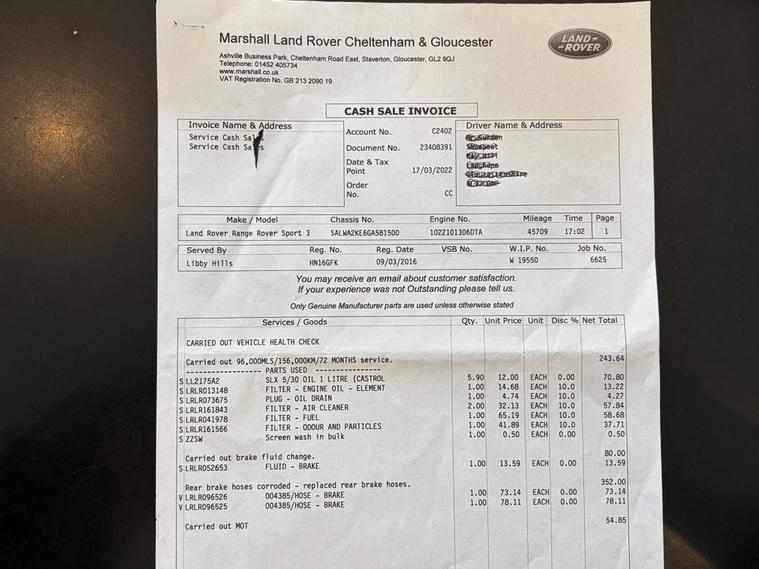 Marshall Land Rover Cheltenham & Gloucester
LAND-
-ROVER
Ashville Business Park, Cheltenham Road East, Staverton, Gloucester, GL2 9QJ
Telephone: 01452 405734
www.marshall.co.uk
VAT Registration No. GB 213 2090 19
CASH SALE INVOICE
Invoice Name & Address
Service Cash
Service Cash
Account No. C2402
Document No. 23408391
Date & Tax
Point 17/03/2022
Order
No. CC
Driver Name & Address
Make / Model Chassis No. Engine No. Mileage Time Page
Land Rover Range Rover Sport 3 SALWA2KE6GA581500 1022101306DTA 45709 17:02 1
Served By Reg. No. Reg. Date VSB No. W.I.P. No. Job No.
Libby Hills HN16GFK 09/03/2016 W 19550 6625
You may receive an email about customer satisfaction.
If your experience was not Outstanding please tell us.
Only Genuine Manufacturer parts are used unless otherwise stated
Services / Goods Qty. Unit Price Unit Disc % Net Total
CARRIED OUT VEHICLE HEALTH CHECK
Carried out 96,000MLS/156,000KM/72 MONTHS service. 243.64
------------------ PARTS USED ----------------
S LL2175A2 SLX 5/30 OIL 1 LITRE (CASTROL 5.90 12.00 EACH 0.00 70.80
S LRLRO13148 FILTER - ENGINE OIL - ELEMENT 1.00 14.68 EACH 10.0 13.22
S LRLRO73675 PLUG - OIL DRAIN 1.00 4.74 EACH 10.0 4.27
S LRLR161843 FILTER - AIR CLEANER 2.00 32.13 EACH 10.0 57.84
S LRLRO41978 FILTER - FUEL 1.00 65.19 EACH 10.0 58.68
S LRLR161566 FILTER - ODOUR AND PARTICLES 1.00 41.89 EACH 10.0 37.71
S ZZSW Screen wash in bulk 1.00 0.50 EACH 0.00 0.50
Carried out brake fluid change. 80.00
S LRLRO52653 FLUID - BRAKE 1.00 13.59 EACH 0.00 13.59
Rear brake hoses corroded - replaced rear brake hoses. 352.00
V LRLRO96526 004385/HOSE - BRAKE 1.00 73.14 EACH 0.00 73.14
V LRLRO96525 004385/HOSE - BRAKE 1.00 78.11 EACH 0.00 78.11
Carried out MOT 54.85